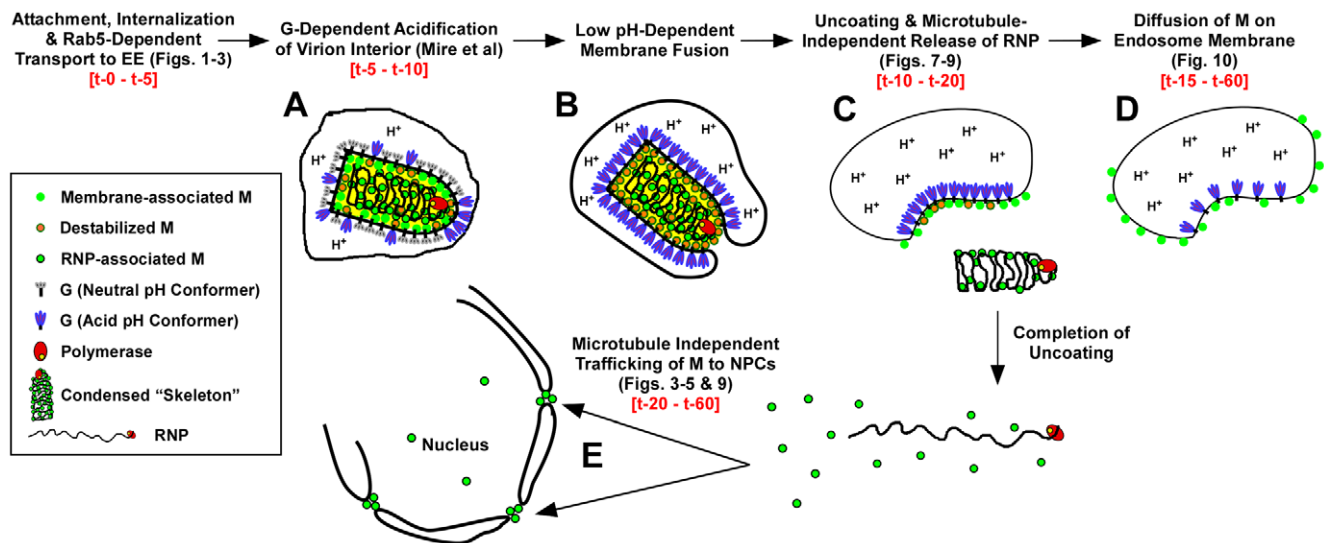 Attachment, Internalization
& Rab5-Dependent
Transport to EE (Figs. 1-3)
[t-0 - t-5]
G-Dependent Acidification
of Virion Interior (Mire et al)
[t-5 - t-10]
Low pH-Dependent
Membrane Fusion
Uncoating & Microtubule-
Independent Release of RNP
(Figs. 7-9)
[t-10 - t-20]
Diffusion of M on
Endosome Membrane
(Fig. 10)
[t-15 - t-60]
A
H+
H+
H+
B
H+
H+
H+
H+
H+
C
H+
H+
H+
H+
H+
H+
H+
D
H+
H+
H+
H+
H+
H+
H+
Membrane-associated M
Destabilized M
RNP-associated M
G (Neutral pH Conformer)
G (Acid pH Conformer)
Polymerase
Condensed “Skeleton”
RNP
Microtubule Independent
Trafficking of M to NPCs
(Figs. 3-5 & 9)
[t-20 - t-60]
Completion of
Uncoating
Nucleus
E